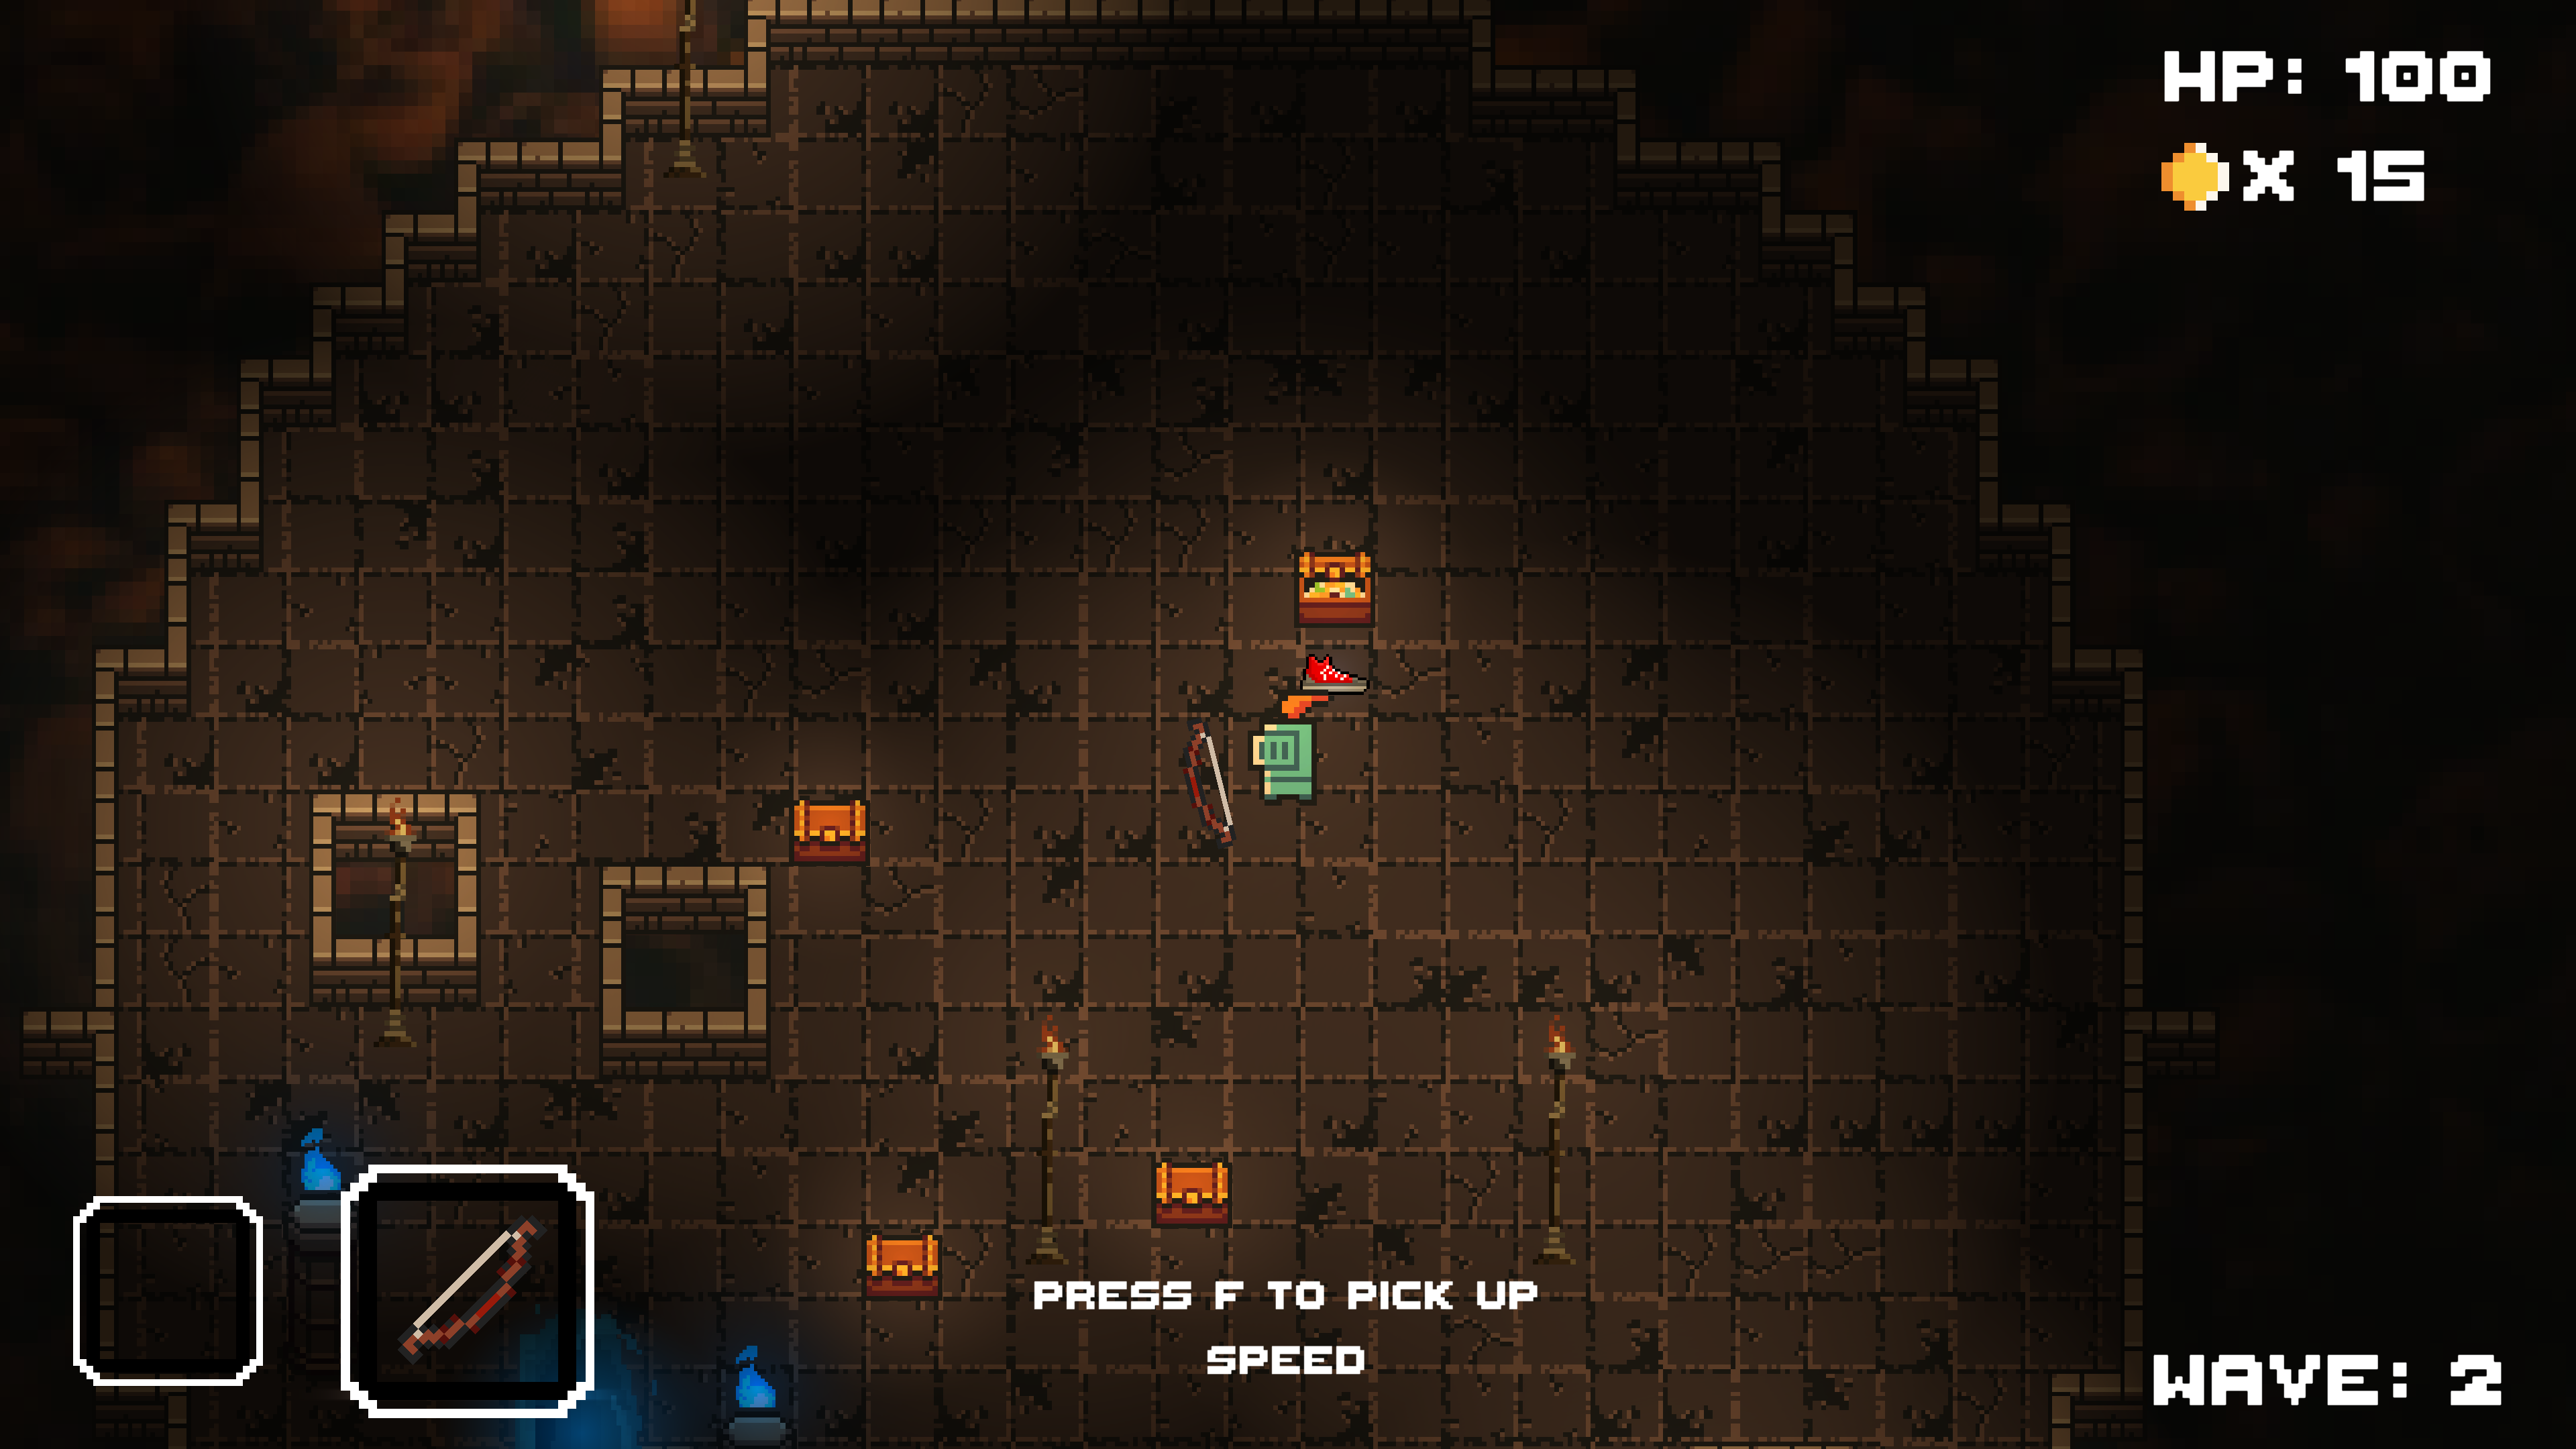 HP: 100
X 15
PRESS F TO PICK UP
SPEED
WAVE: 2